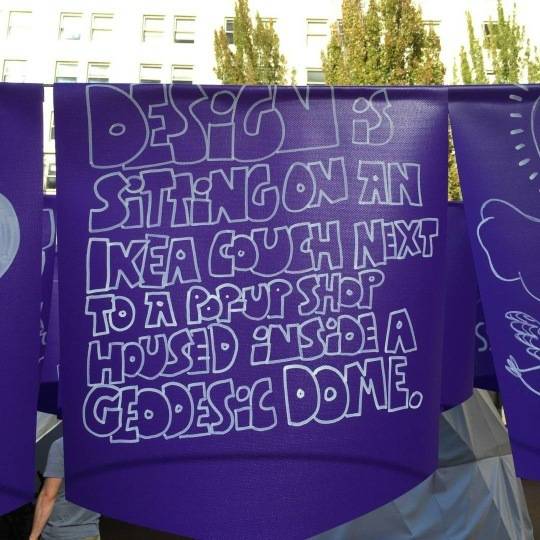 DESiGN iS
SiTTiNG ON AN
IKEA COUCH NEXT
TO A POP-UP SHOP
HOUSED iNSiDE A
GEODESiC DOME.